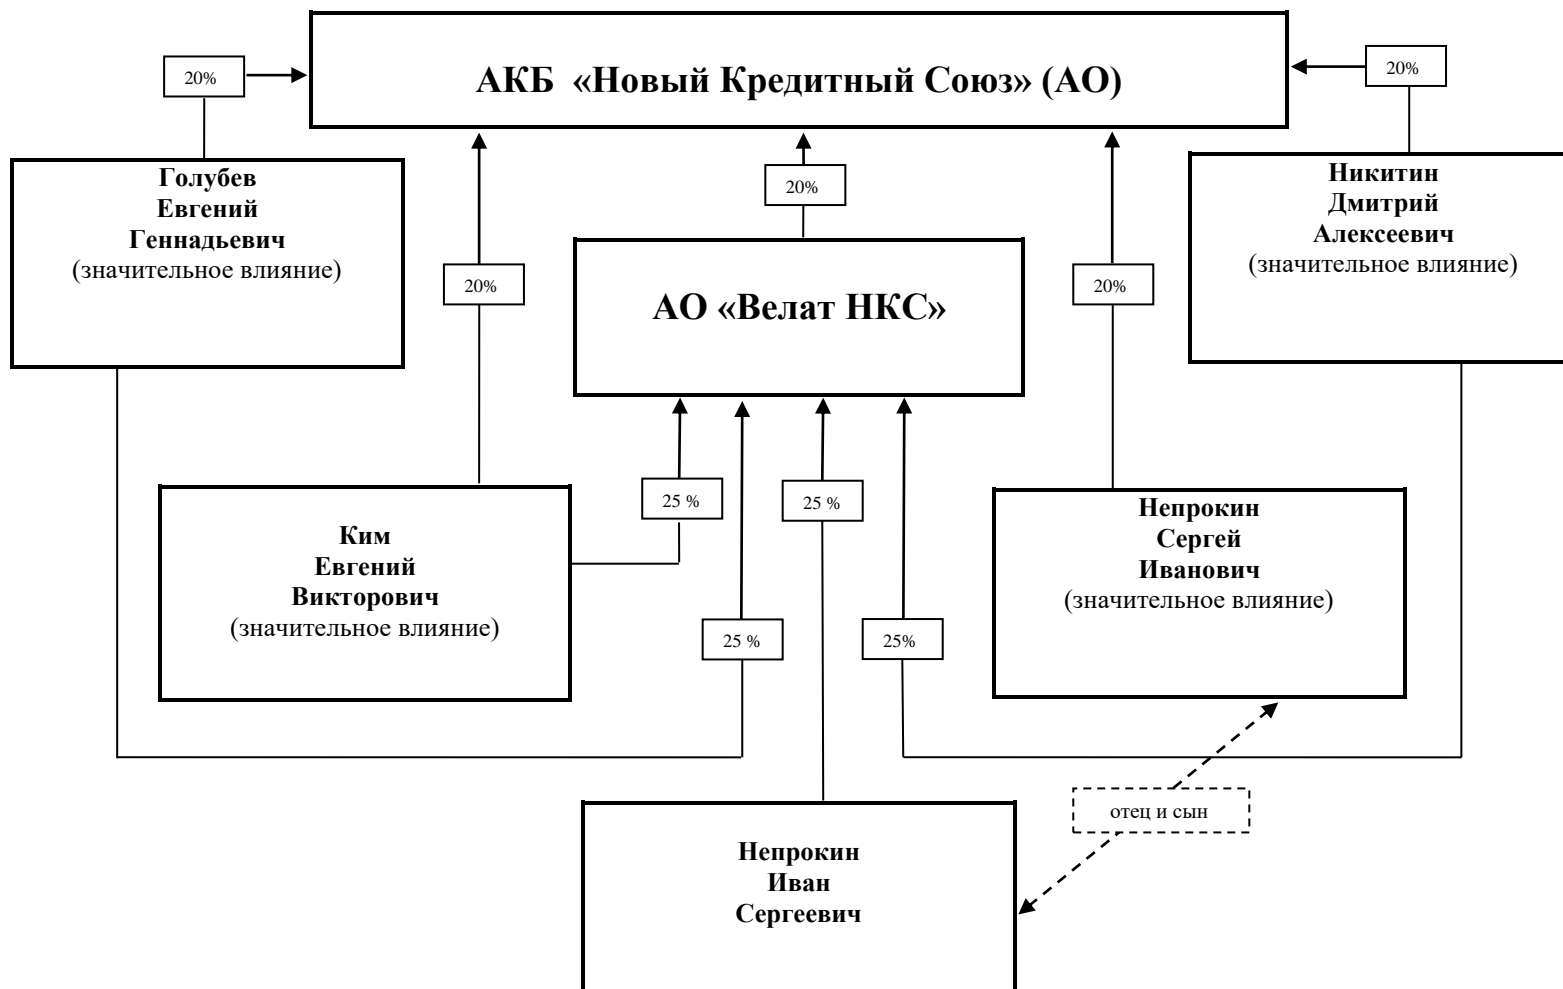 АКБ «Новый Кредитный Союз» (АО)
20%
20%
Голубев
Евгений
Геннадьевич
(значительное влияние)
20%
Никитин
Дмитрий
Алексеевич
(значительное влияние)
20%
20%
АО «Велат НКС»
25 %
25 %
Ким
Евгений
Викторович
(значительное влияние)
Непрокин
Сергей
Иванович
(значительное влияние)
25 %
25%
отец и сын
Непрокин
Иван
Сергеевич